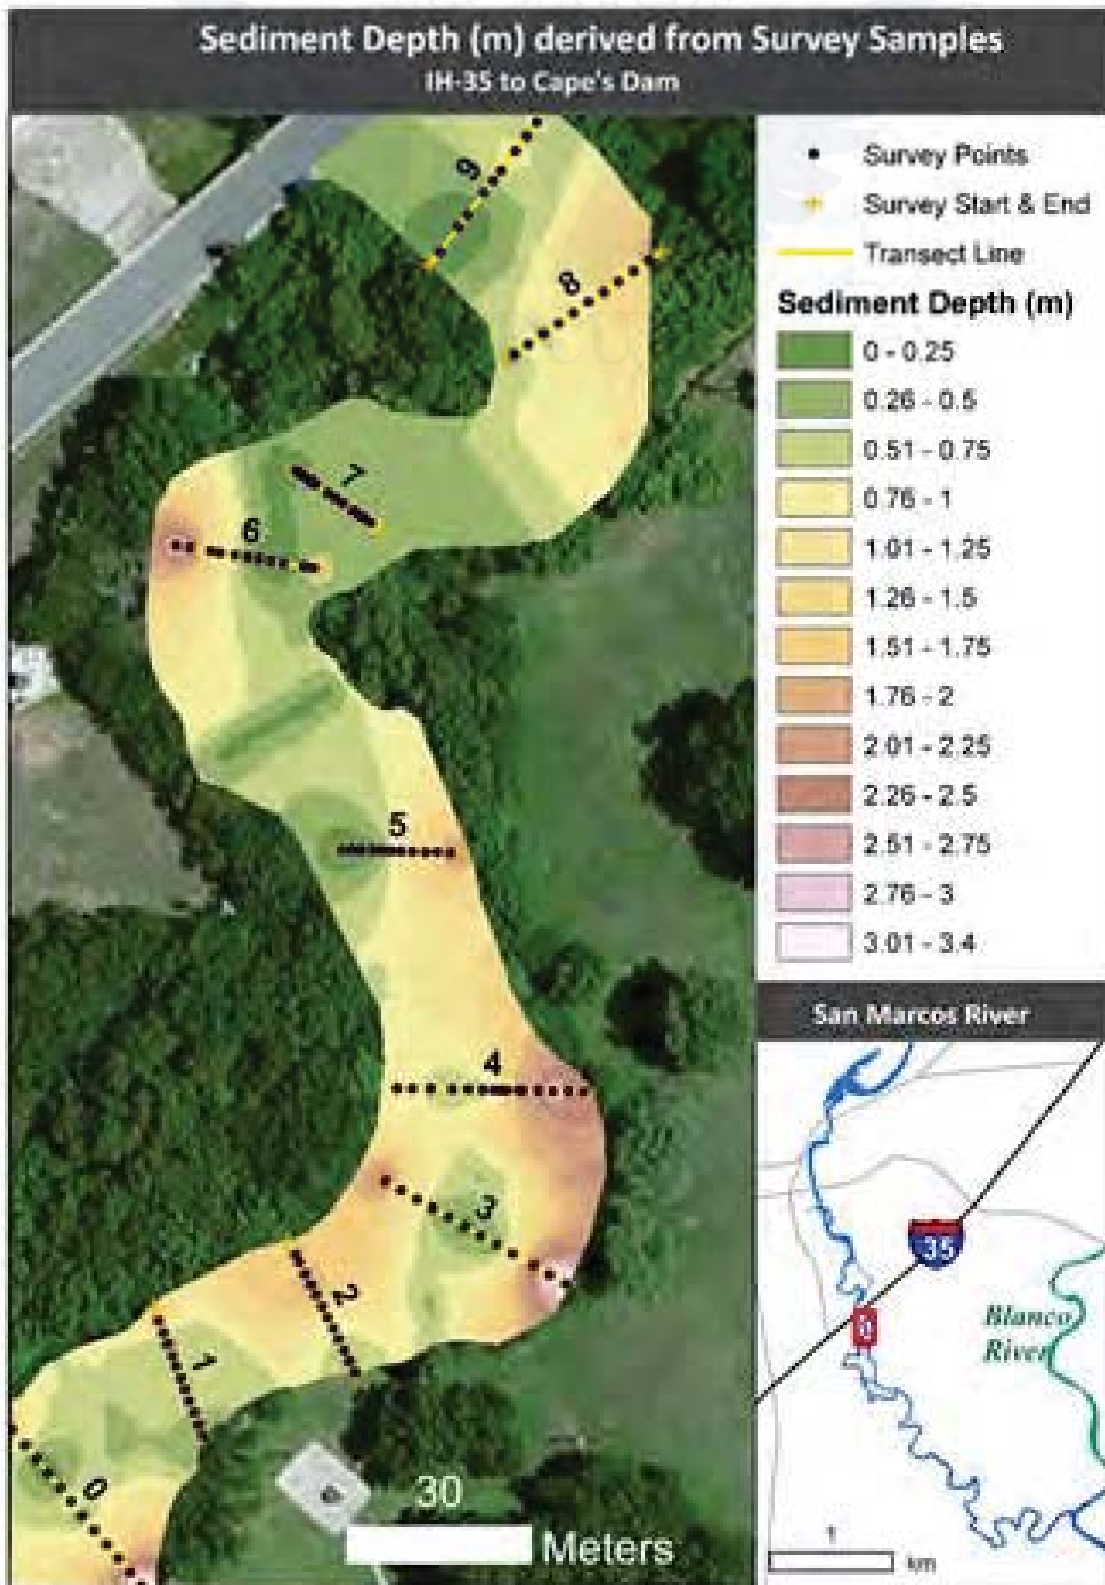 Sediment Depth (m) derived from Survey Samples
IH-35 to Cape's Dam
Survey Points
Survey Start & End
Transect Line
Sediment Depth (m)
0 - 0.25
0.26 - 0.5
0.51 - 0.75
0.76 - 1
1.01 - 1.25
1.26 - 1.5
1.51 - 1.75
1.76 - 2
2.01 - 2.25
2.26 - 2.5
2.51 - 2.75
2.76 - 3
3.01 - 3.4
9
8
7
6
5
4
3
2
1
0
30
Meters
San Marcos River
35
Blanco
River
1
km